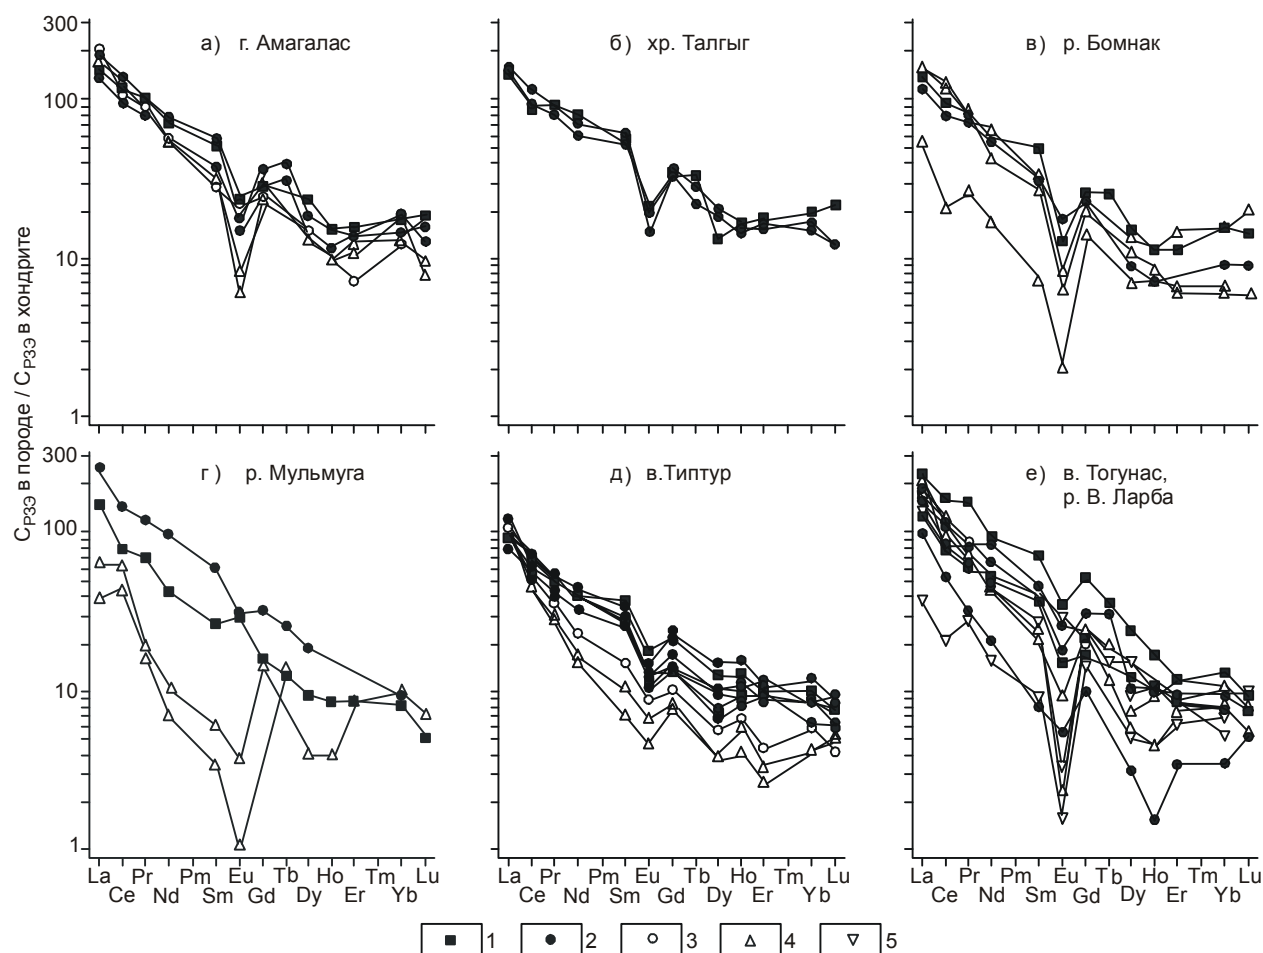 300
100
10
1
а) г. Амагалас
б) хр. Талгыг
в) р. Бомнак
C РЗЭ в породе / C РЗЭ в хондрите
300
100
10
1
г) р. Мульмуга
д) в.Типтур
е) в. Тогунас,
р. В. Ларба
La Pr Pm Eu Tb Ho Tm Lu
Ce Nd Sm Gd Dy Er Yb
La Pr Pm Eu Tb Ho Tm Lu
Ce Nd Sm Gd Dy Er Yb
La Pr Pm Eu Tb Ho Tm Lu
Ce Nd Sm Gd Dy Er Yb
1 2 3 4 5